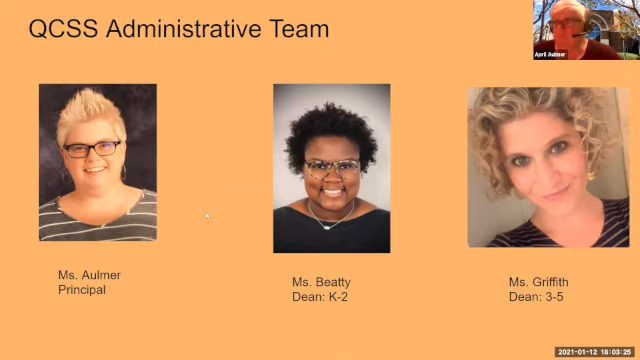 QCSS Administrative Team
April Aulmer
Ms. Aulmer
Principal
Ms. Beatty
Dean: K-2
Ms. Griffith
Dean: 3-5
2021-01-12 18:03:25